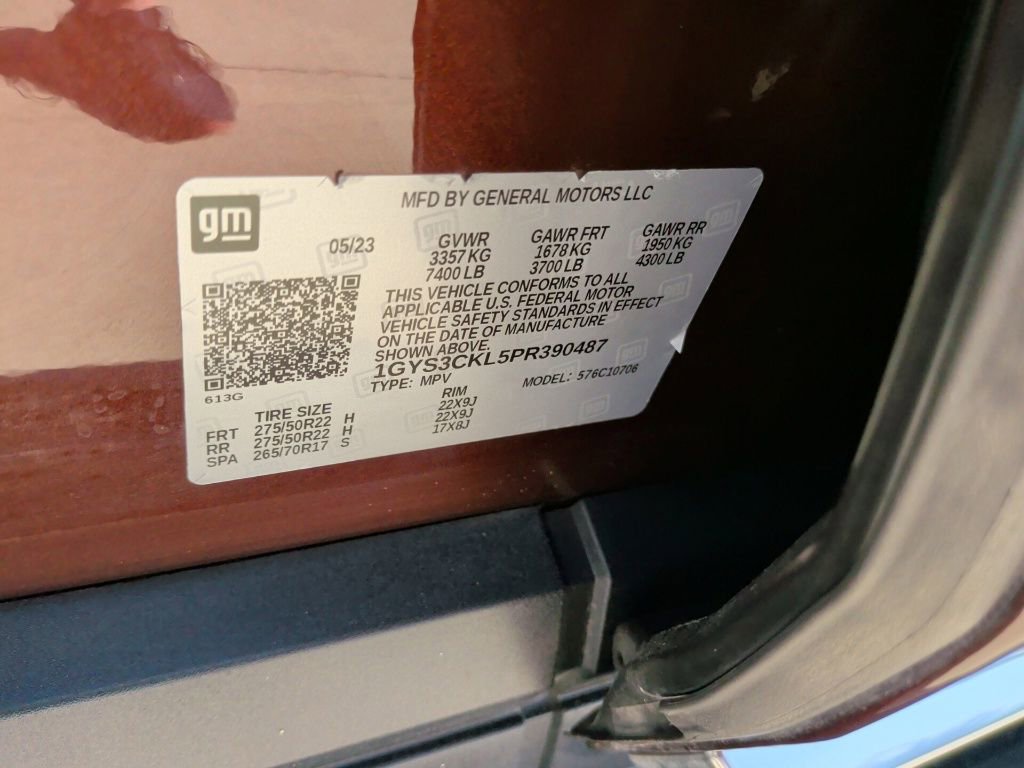 MFD BY GENERAL MOTORS LLC
gm
05/23
GVWR GAWR FRT GAWR RR
3357 KG 1678 KG 1950 KG
7400 LB 3700 LB 4300 LB
THIS VEHICLE CONFORMS TO ALL
APPLICABLE U.S. FEDERAL MOTOR
VEHICLE SAFETY STANDARDS IN EFFECT
ON THE DATE OF MANUFACTURE
SHOWN ABOVE.
1GYS3CKL5PR390487
TYPE: MPV MODEL: 576C10706
613G
TIRE SIZE RIM
FRT 275/50R22 H 22X9J
RR 275/50R22 H 22X9J
SPA 265/70R17 S 17X8J